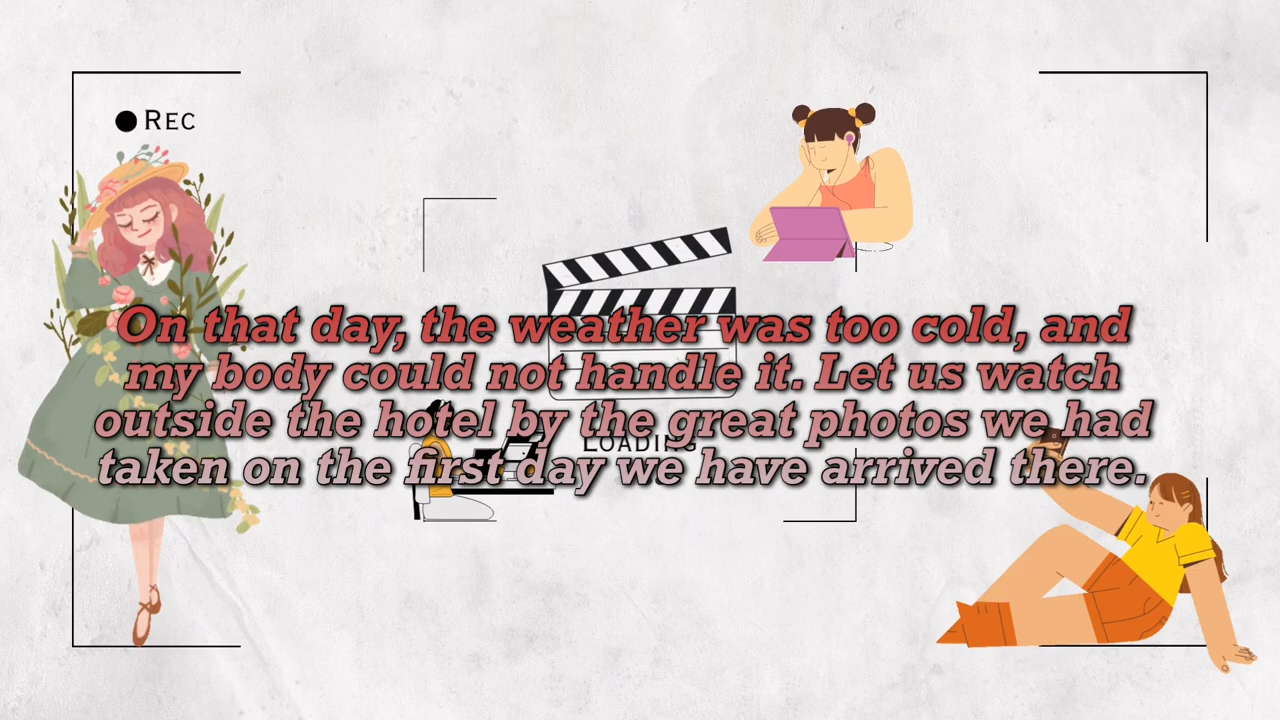 Rec
On that day, the weather was too cold, and
my body could not handle it. Let us watch
outside the hotel by the great photos we had
taken on the first day we have arrived there.
LOADING